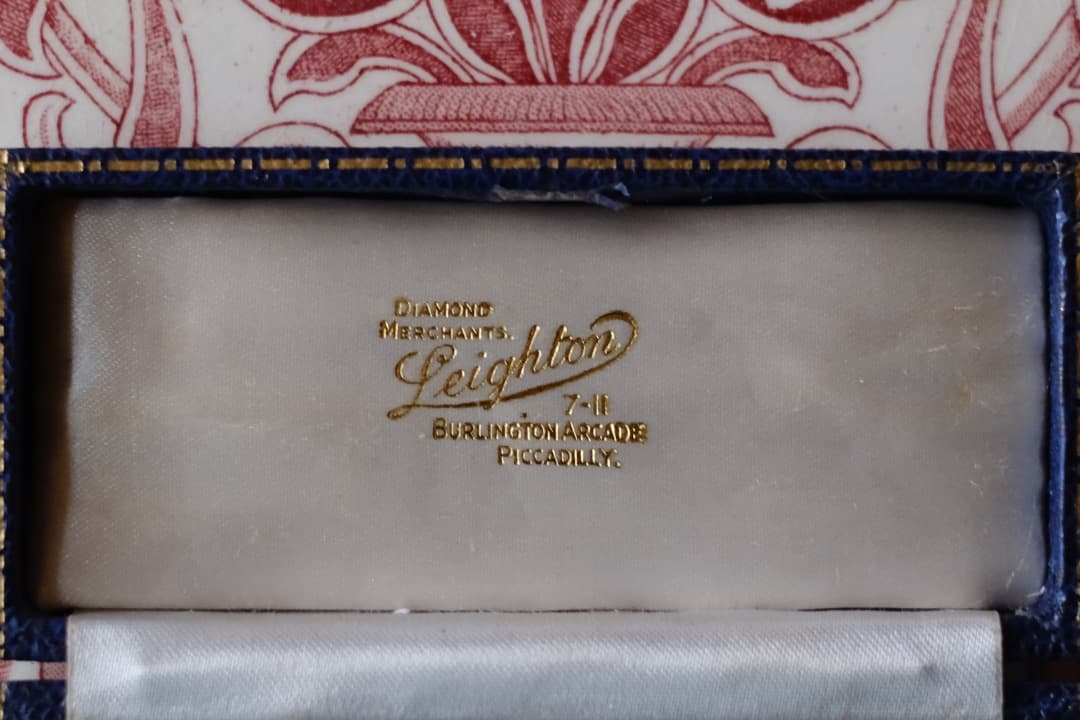 DIAMOND
MERCHANTS.
Leighton
7-11
BURLINGTON ARCADE
PICCADILLY.